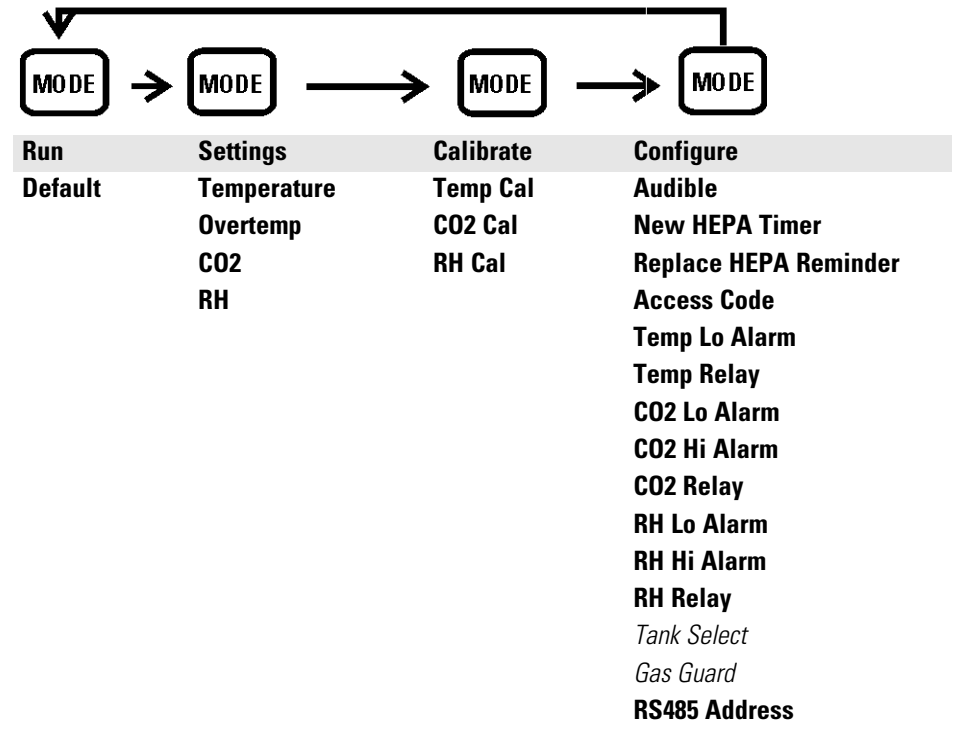 MODE MODE MODE MODE
Run Settings Calibrate Configure
Default Temperature Temp Cal Audible
Overtemp CO2 Cal New HEPA Timer
CO2 RH Cal Replace HEPA Reminder
RH Access Code
Temp Lo Alarm
Temp Relay
CO2 Lo Alarm
CO2 Hi Alarm
CO2 Relay
RH Lo Alarm
RH Hi Alarm
RH Relay
Tank Select
Gas Guard
RS485 Address